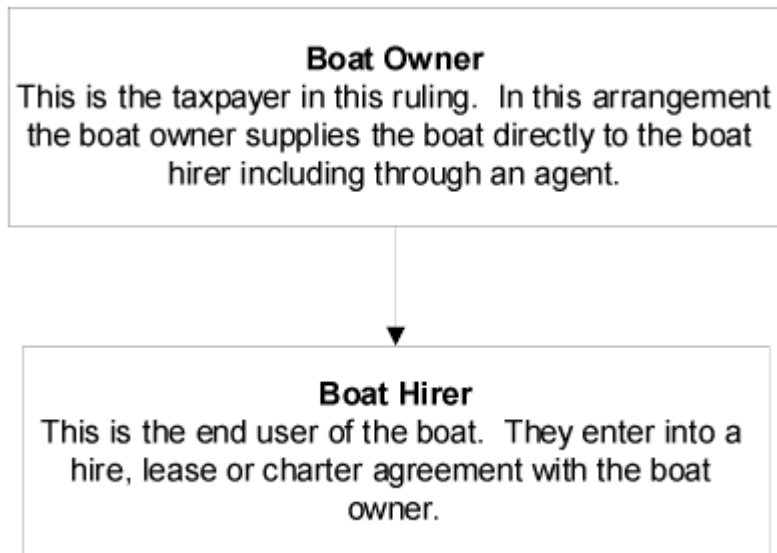 Boat Owner
This is the taxpayer in this ruling.  In this arrangement
the boat owner supplies the boat directly to the boat
hirer including through an agent.
Boat Hirer
This is the end user of the boat.  They enter into a
hire, lease or charter agreement with the boat
owner.